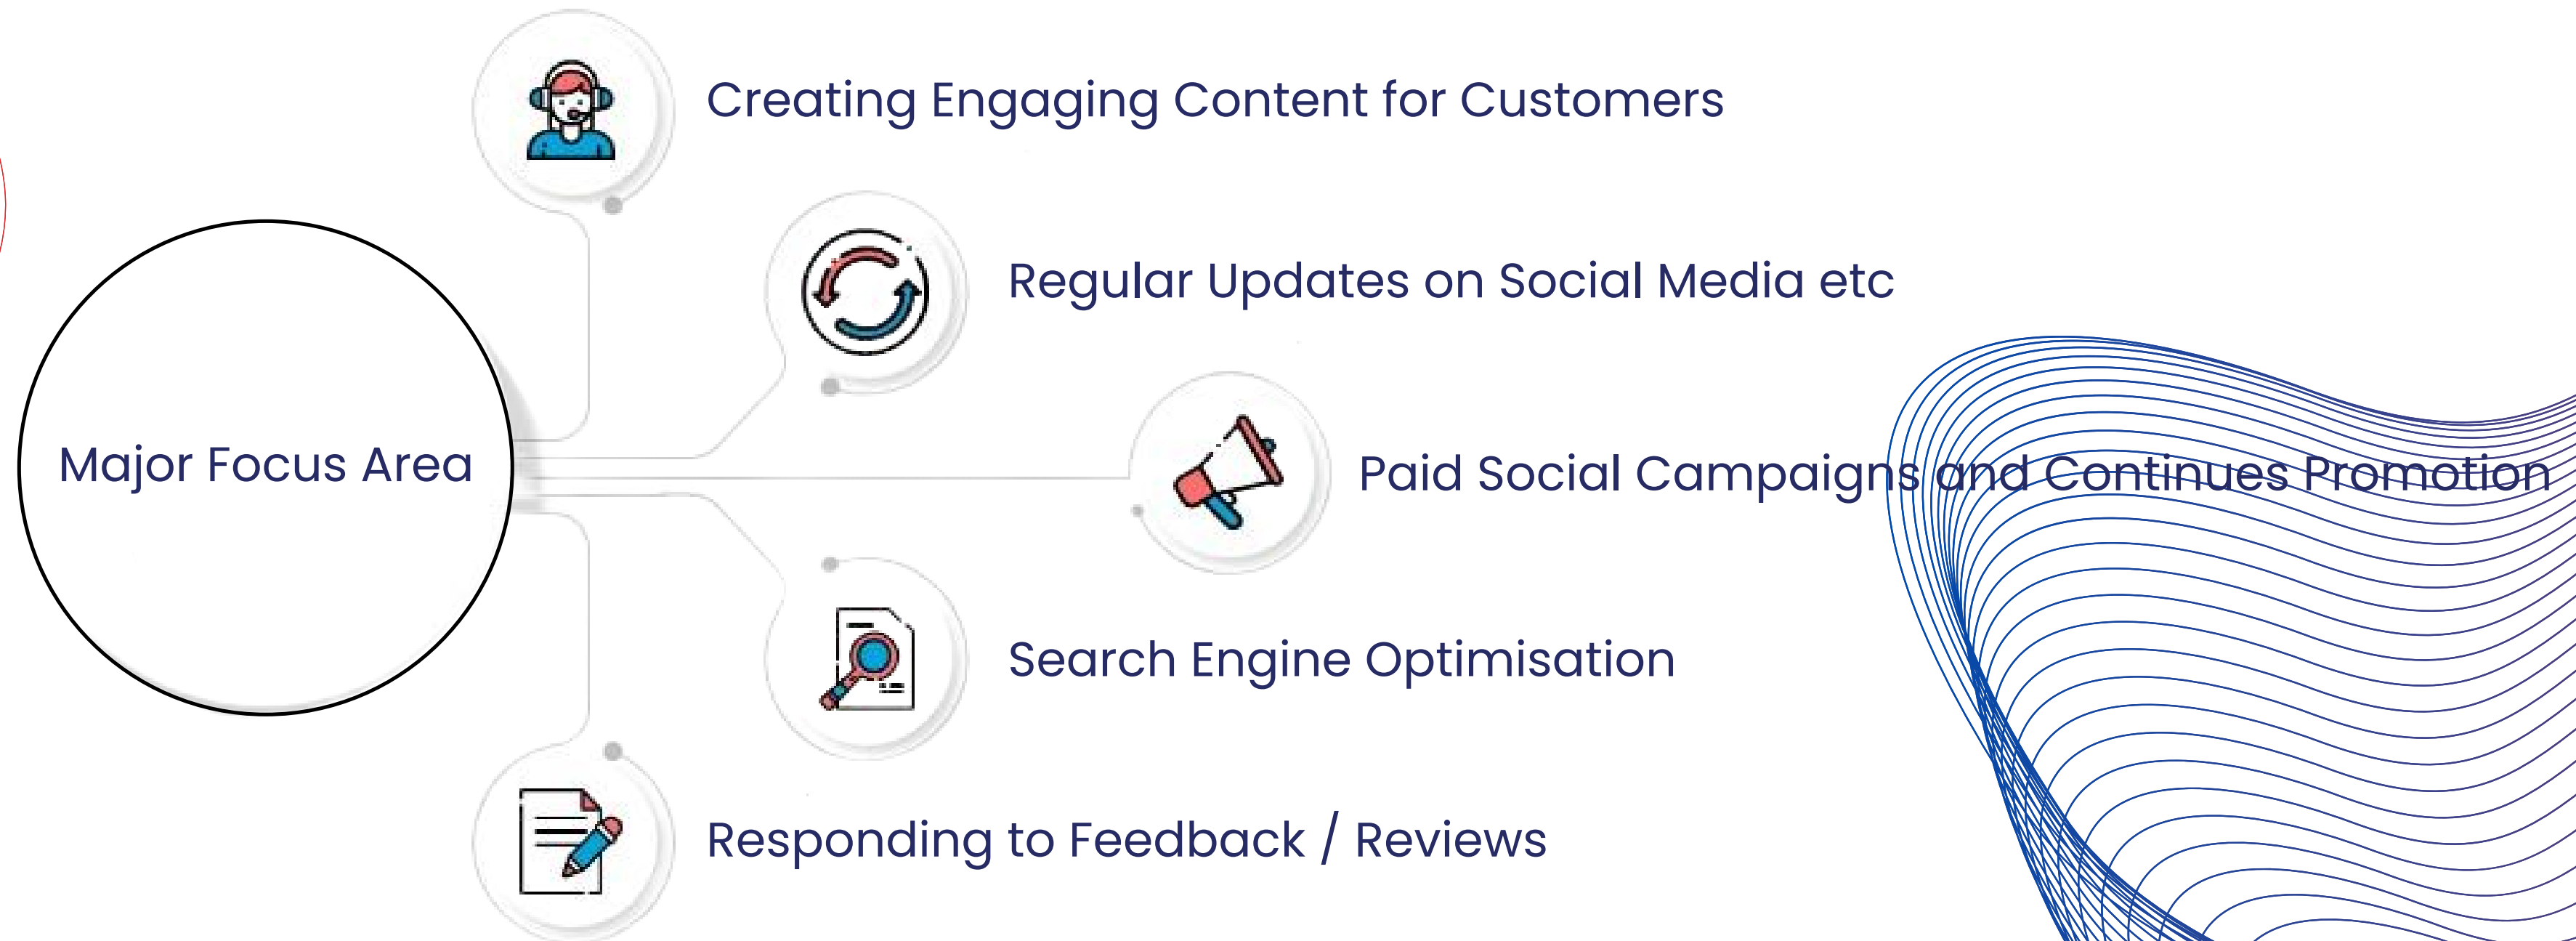 Creating Engaging Content for Customers
Regular Updates on Social Media etc
Major Focus Area
Paid Social Campaigns and Continues Promotion
Search Engine Optimisation
Responding to Feedback / Reviews